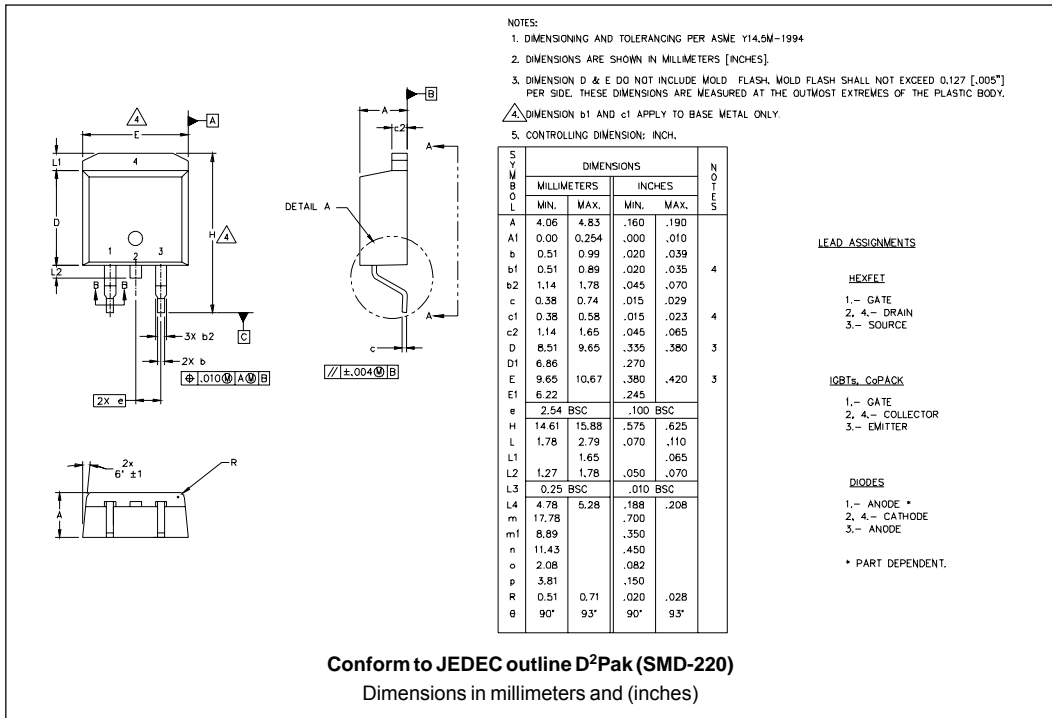 NOTES:
1. DIMENSIONING AND TOLERANCING PER ASME Y14.5M-1994
2. DIMENSIONS ARE SHOWN IN MILLIMETERS [INCHES].
3. DIMENSION D & E DO NOT INCLUDE MOLD FLASH. MOLD FLASH SHALL NOT EXCEED 0.127 [.005"]
PER SIDE. THESE DIMENSIONS ARE MEASURED AT THE OUTMOST EXTREMES OF THE PLASTIC BODY.
4. DIMENSION b1 AND c1 APPLY TO BASE METAL ONLY.
5. CONTROLLING DIMENSION: INCH.
4
A
E
L1
4
D
H
4
1
2
3
L2
B
B
C
3X b2
2X b
⌖ .010 Ⓜ A Ⓜ B
2X e
A
B
c2
A
DETAIL A
A
c
// ±.004 Ⓜ B
2x
6° ±1
R
A
SYMBOL DIMENSIONS NOTES
MILLIMETERS INCHES
MIN. MAX. MIN. MAX.
A 4.06 4.83 .160 .190
A1 0.00 0.254 .000 .010
b 0.51 0.99 .020 .039
b1 0.51 0.89 .020 .035 4
b2 1.14 1.78 .045 .070
c 0.38 0.74 .015 .029
c1 0.38 0.58 .015 .023 4
c2 1.14 1.65 .045 .065
D 8.51 9.65 .335 .380 3
D1 6.86 .270
E 9.65 10.67 .380 .420 3
E1 6.22 .245
e 2.54 BSC .100 BSC
H 14.61 15.88 .575 .625
L 1.78 2.79 .070 .110
L1 1.65 .065
L2 1.27 1.78 .050 .070
L3 0.25 BSC .010 BSC
L4 4.78 5.28 .188 .208
m 17.78 .700
m1 8.89 .350
n 11.43 .450
o 2.08 .082
p 3.81 .150
R 0.51 0.71 .020 .028
θ 90° 93° 90° 93°
LEAD ASSIGNMENTS
HEXFET
1.- GATE
2, 4.- DRAIN
3.- SOURCE
IGBTs, CoPACK
1.- GATE
2, 4.- COLLECTOR
3.- EMITTER
DIODES
1.- ANODE *
2, 4.- CATHODE
3.- ANODE
* PART DEPENDENT.
Conform to JEDEC outline D²Pak (SMD-220)
Dimensions in millimeters and (inches)